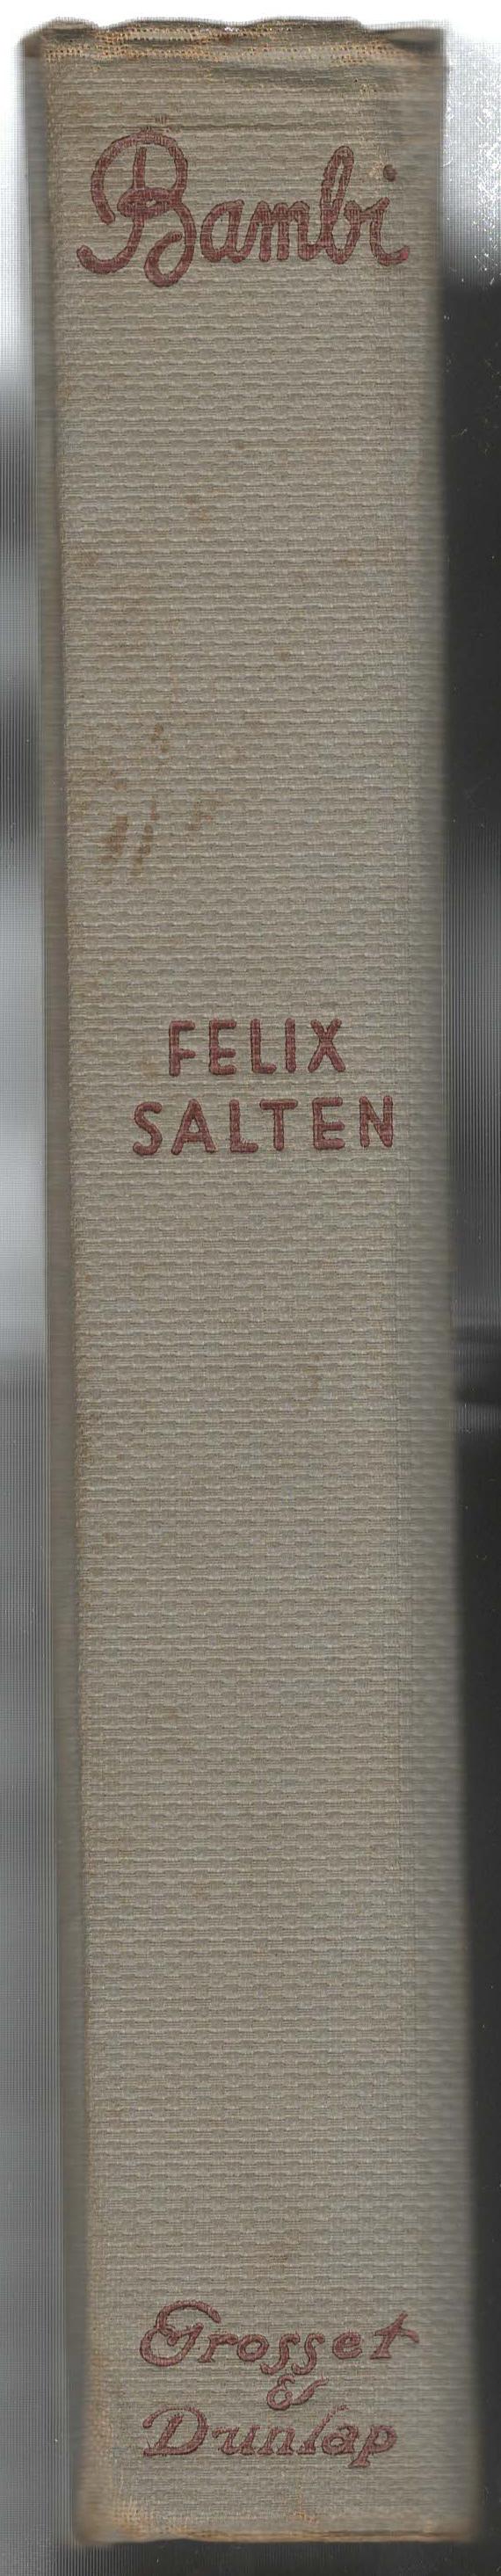 Bambi
FELIX
SALTEN
Grosset
&
Dunlap